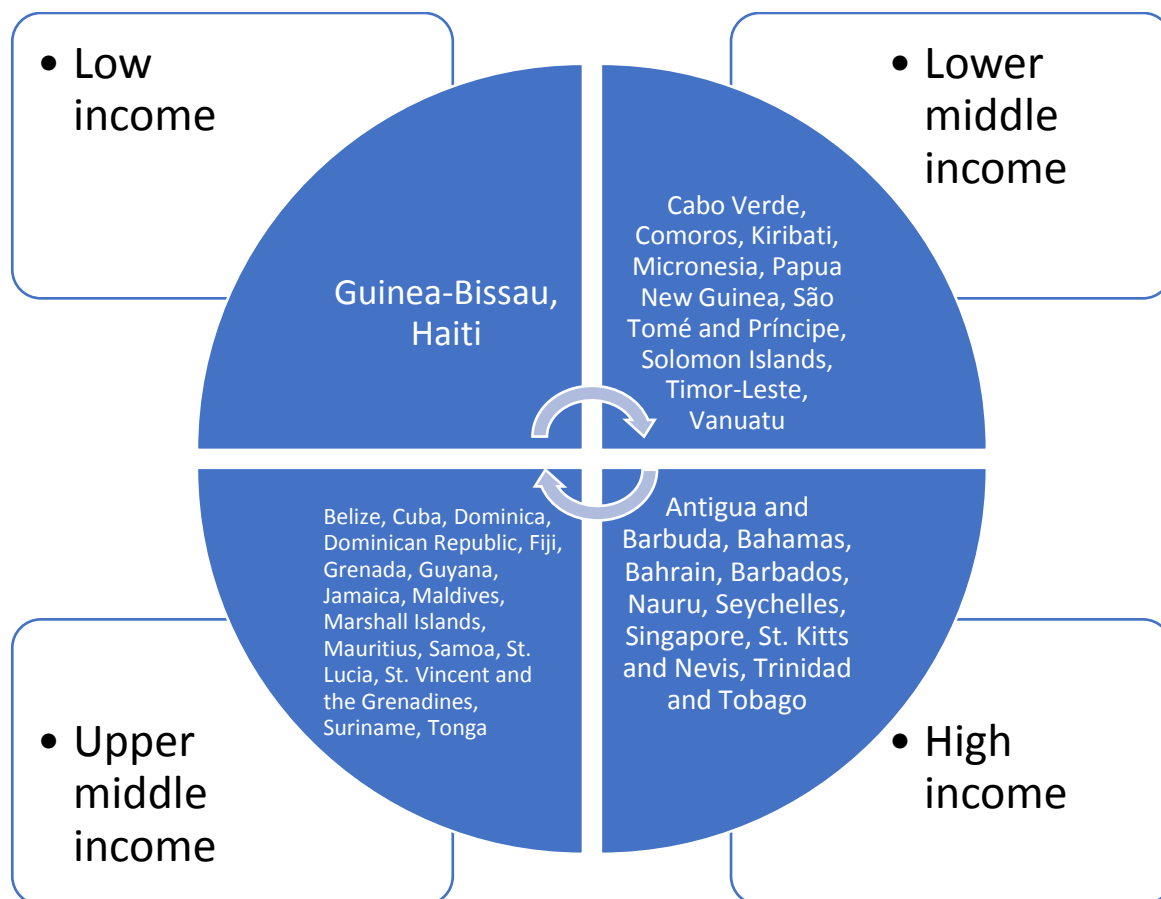 • Low
income
• Lower
middle
income
Guinea-Bissau,
Haiti
Cabo Verde,
Comoros, Kiribati,
Micronesia, Papua
New Guinea, São
Tomé and Príncipe,
Solomon Islands,
Timor-Leste,
Vanuatu
Belize, Cuba, Dominica,
Dominican Republic, Fiji,
Grenada, Guyana,
Jamaica, Maldives,
Marshall Islands,
Mauritius, Samoa, St.
Lucia, St. Vincent and
the Grenadines,
Suriname, Tonga
Antigua and
Barbuda, Bahamas,
Bahrain, Barbados,
Nauru, Seychelles,
Singapore, St. Kitts
and Nevis, Trinidad
and Tobago
• Upper
middle
income
• High
income